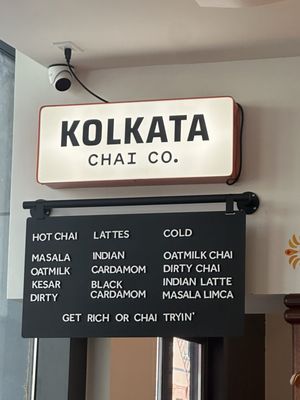 KOLKATA
CHAI CO.
HOT CHAI
MASALA
OATMILK
KESAR
DIRTY
LATTES
INDIAN
CARDAMOM
BLACK
CARDAMOM
COLD
OATMILK CHAI
DIRTY CHAI
INDIAN LATTE
MASALA LIMCA
GET RICH OR CHAI TRYIN'